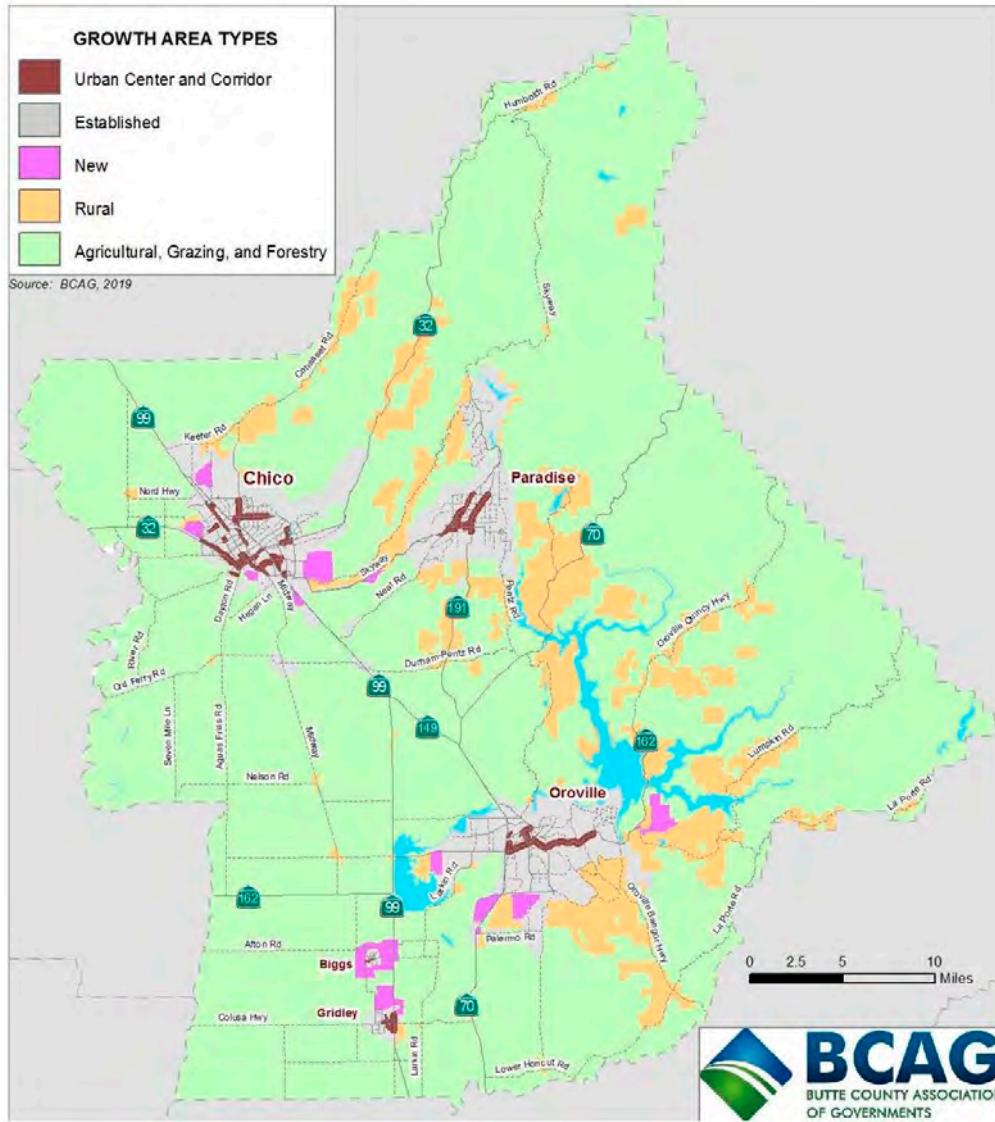 GROWTH AREA TYPES
Urban Center and Corridor
Established
New
Rural
Agricultural, Grazing, and Forestry
Source: BCAG, 2019
Humboldt Rd
Skyway
32
Cohasset Rd
99
Keefer Rd
Chico
Paradise
Nord Hwy
32
70
Skyway
Neal Rd
Pentz Rd
191
Dayton Rd
Hegan Ln
Midway
Oroville Quincy Hwy
River Rd
Durham-Pentz Rd
Ord Ferry Rd
99
149
162
Seven Mile Ln
Aguas Frias Rd
Midway
Lumpkin Rd
Nelson Rd
Oroville
La Porte Rd
Larkin Rd
162
99
Oroville Bangor Hwy
La Porte Rd
Afton Rd
Palermo Rd
Biggs
0 2.5 5 10
Miles
Gridley
70
Colusa Hwy
Larkin Rd
Lower Honcut Rd
BCAG
BUTTE COUNTY ASSOCIATION
OF GOVERNMENTS